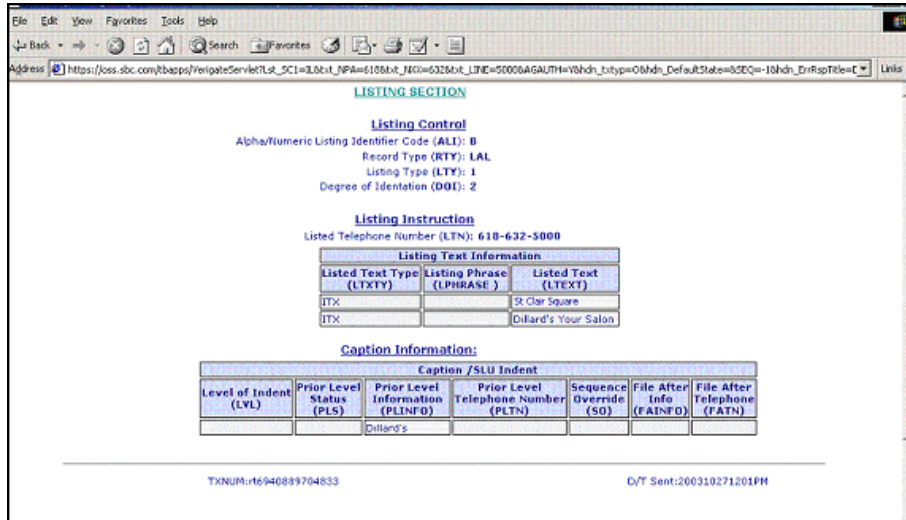 File Edit View Favorites Tools Help
Back Search Favorites
Address https://oss.sbc.com/tbapps/VerigateServlet?Lst_SC1=IL&txt_NPA=618&txt_NXX=632&txt_LINE=5000&AGAUTH=Y&hdn_txtyp=O&hdn_DefaultState=&SEQ=-1&hdn_ErrRspTitle=E Links
LISTING SECTION
Listing Control
Alpha/Numeric Listing Identifier Code (ALI): B
Record Type (RTY): LAL
Listing Type (LTY): 1
Degree of Identation (DOI): 2
Listing Instruction
Listed Telephone Number (LTN): 618-632-5000
Listing Text Information
Listed Text Type (LTXTY) Listing Phrase (LPHRASE ) Listed Text (LTEXT)
ITX St Clair Square
ITX Dillard's Your Salon
Caption Information:
Caption /SLU Indent
Level of Indent (LVL) Prior Level Status (PLS) Prior Level Information (PLINFO) Prior Level Telephone Number (PLTN) Sequence Override (SO) File After Info (FAINFO) File After Telephone (FATN)
Dillard's
TXNUM:rt6940889704833 D/T Sent:200310271201PM